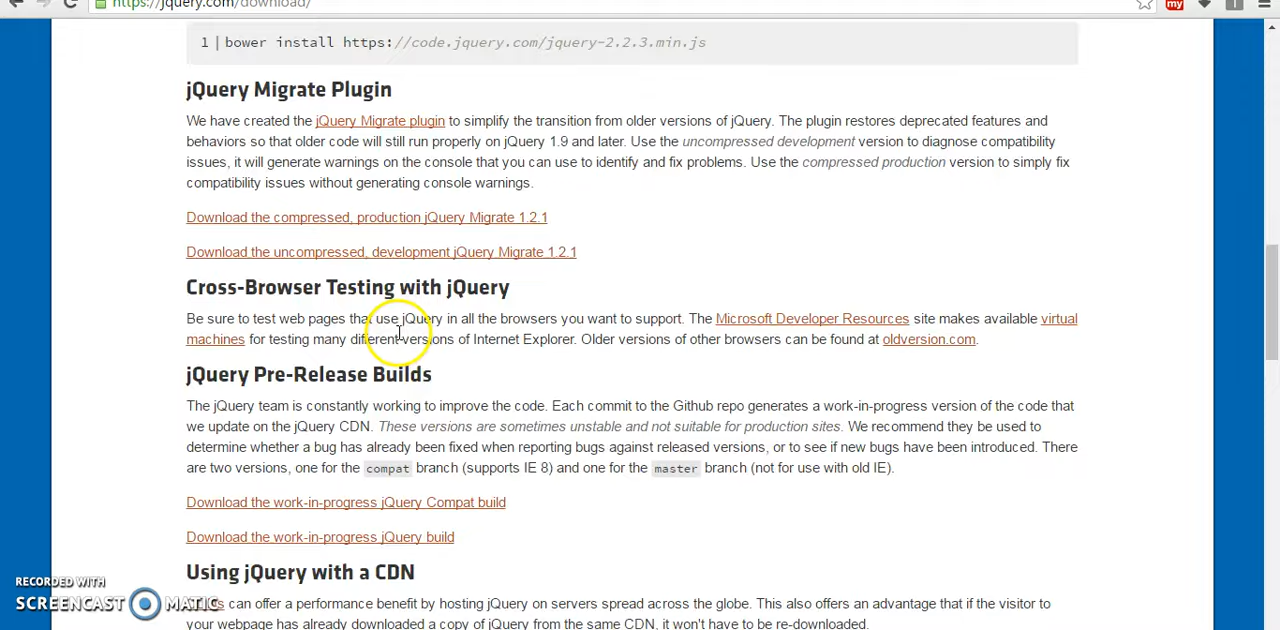 https://jquery.com/download/
my
1 | bower install https://code.jquery.com/jquery-2.2.3.min.js
jQuery Migrate Plugin
We have created the jQuery Migrate plugin to simplify the transition from older versions of jQuery. The plugin restores deprecated features and
behaviors so that older code will still run properly on jQuery 1.9 and later. Use the uncompressed development version to diagnose compatibility
issues, it will generate warnings on the console that you can use to identify and fix problems. Use the compressed production version to simply fix
compatibility issues without generating console warnings.
Download the compressed, production jQuery Migrate 1.2.1
Download the uncompressed, development jQuery Migrate 1.2.1
Cross-Browser Testing with jQuery
Be sure to test web pages that use jQuery in all the browsers you want to support. The Microsoft Developer Resources site makes available virtual
machines for testing many different versions of Internet Explorer. Older versions of other browsers can be found at oldversion.com.
jQuery Pre-Release Builds
The jQuery team is constantly working to improve the code. Each commit to the Github repo generates a work-in-progress version of the code that
we update on the jQuery CDN. These versions are sometimes unstable and not suitable for production sites. We recommend they be used to
determine whether a bug has already been fixed when reporting bugs against released versions, or to see if new bugs have been introduced. There
are two versions, one for the compat branch (supports IE 8) and one for the master branch (not for use with old IE).
Download the work-in-progress jQuery Compat build
Download the work-in-progress jQuery build
Using jQuery with a CDN
can offer a performance benefit by hosting jQuery on servers spread across the globe. This also offers an advantage that if the visitor to
your webpage has already downloaded a copy of jQuery from the same CDN, it won't have to be re-downloaded.
RECORDED WITH
SCREENCAST MATIC